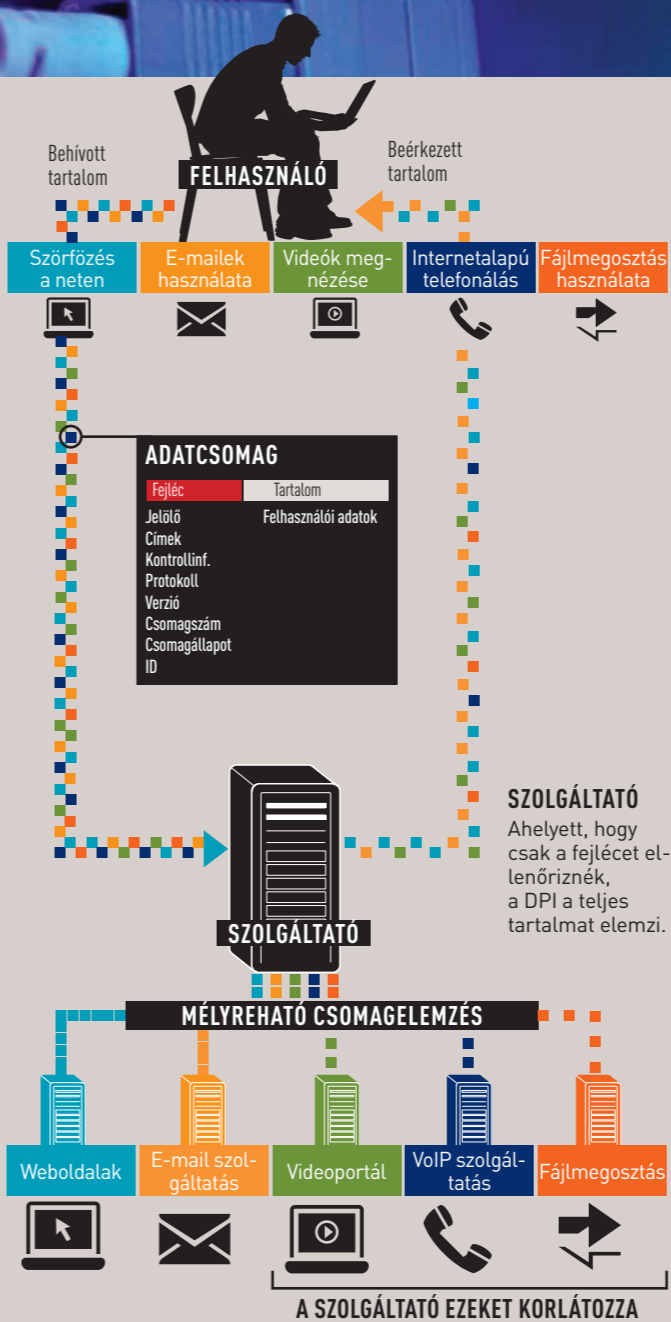 Behívott
tartalom
FELHASZNÁLÓ
Beérkezett
tartalom
Szörfözés
a neten
E-mailek
használata
Videók meg-
nézése
Internetalapú
telefonálás
Fájlmegosztás
használata
ADATCSOMAG
Fejléc
Tartalom
Jelölő
Felhasználói adatok
Címek
Kontrollinf.
Protokoll
Verzió
Csomagszám
Csomagállapot
ID
SZOLGÁLTATÓ
Ahelyett, hogy
csak a fejlécet el-
lenőriznék,
a DPI a teljes
tartalmat elemzi.
SZOLGÁLTATÓ
MÉLYREHATÓ CSOMAGELEMZÉS
Weboldalak
E-mail szol-
gáltatás
Videoportál
VoIP szolgál-
tatás
Fájlmegosztás
A SZOLGÁLTATÓ EZEKET KORLÁTOZZA